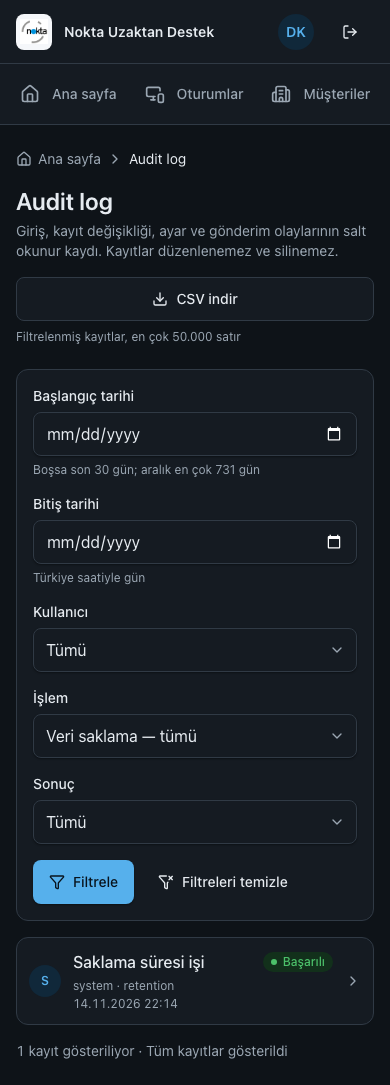 nokta
Nokta Uzaktan Destek
DK
Ana sayfa
Oturumlar
Müşteriler
Ana sayfa
Audit log
Audit log
Giriş, kayıt değişikliği, ayar ve gönderim olaylarının salt
okunur kaydı. Kayıtlar düzenlenemez ve silinemez.
CSV indir
Filtrelenmiş kayıtlar, en çok 50.000 satır
Başlangıç tarihi
mm/dd/yyyy
Boşsa son 30 gün; aralık en çok 731 gün
Bitiş tarihi
mm/dd/yyyy
Türkiye saatiyle gün
Kullanıcı
Tümü
İşlem
Veri saklama — tümü
Sonuç
Tümü
Filtrele
Filtreleri temizle
S
Saklama süresi işi
Başarılı
system · retention
14.11.2026 22:14
1 kayıt gösteriliyor · Tüm kayıtlar gösterildi